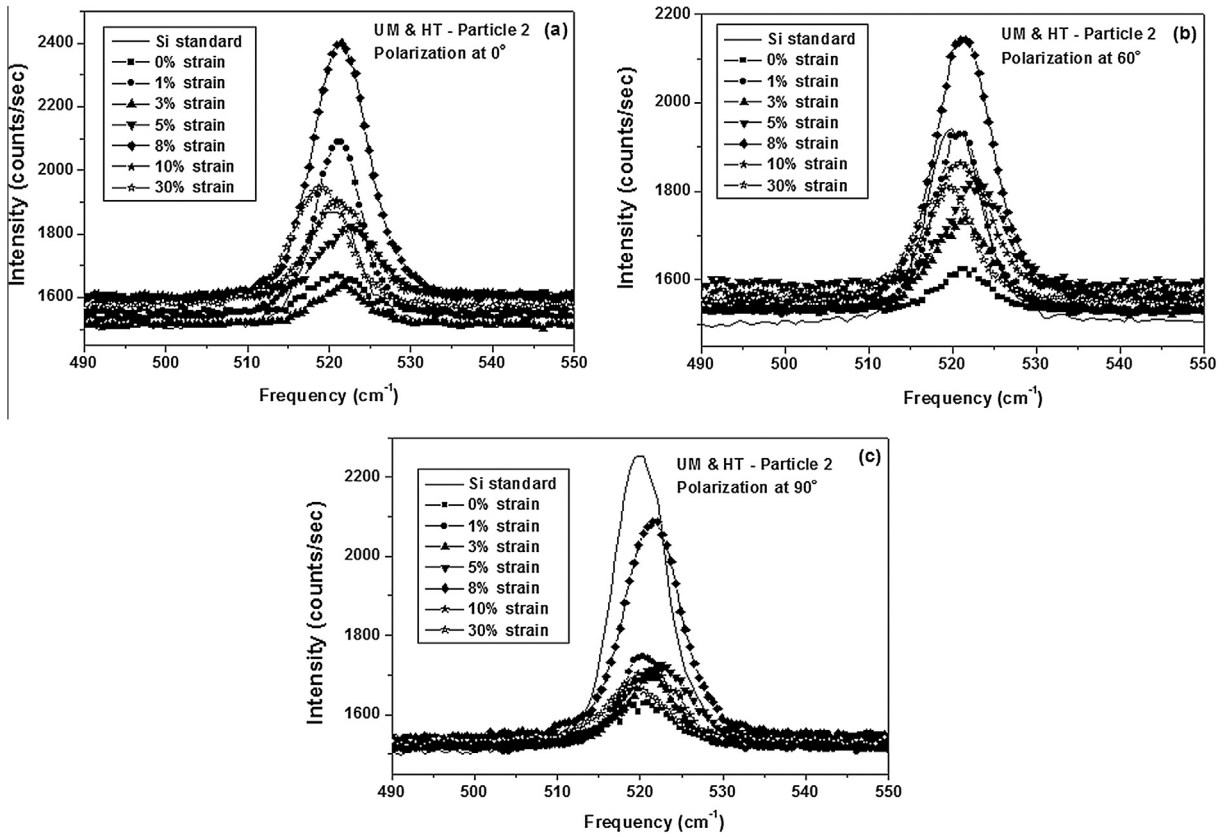 UM & HT - Particle 2 (a)
Polarization at 0°
Si standard
0% strain
1% strain
3% strain
5% strain
8% strain
10% strain
30% strain
Intensity (counts/sec)
2400
2200
2000
1800
1600
490 500 510 520 530 540 550
Frequency (cm-1)
UM & HT - Particle 2 (b)
Polarization at 60°
Si standard
0% strain
1% strain
3% strain
5% strain
8% strain
10% strain
30% strain
Intensity (counts/sec)
2200
2000
1800
1600
490 500 510 520 530 540 550
Frequency (cm-1)
UM & HT - Particle 2 (c)
Polarization at 90°
Si standard
0% strain
1% strain
3% strain
5% strain
8% strain
10% strain
30% strain
Intensity (counts/sec)
2200
2000
1800
1600
490 500 510 520 530 540 550
Frequency (cm-1)